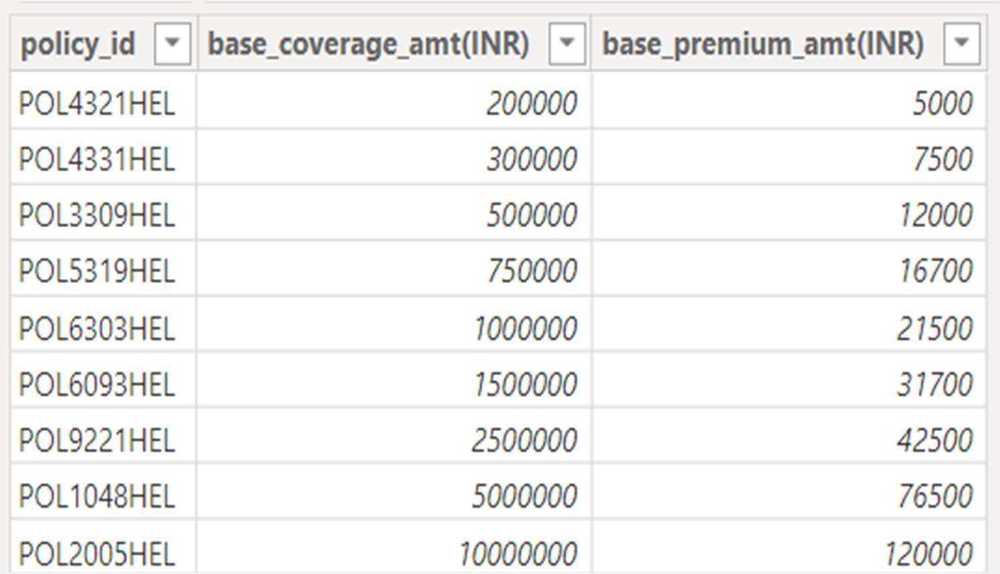 policy_id base_coverage_amt(INR) base_premium_amt(INR)
POL4321HEL 200000 5000
POL4331HEL 300000 7500
POL3309HEL 500000 12000
POL5319HEL 750000 16700
POL6303HEL 1000000 21500
POL6093HEL 1500000 31700
POL9221HEL 2500000 42500
POL1048HEL 5000000 76500
POL2005HEL 10000000 120000